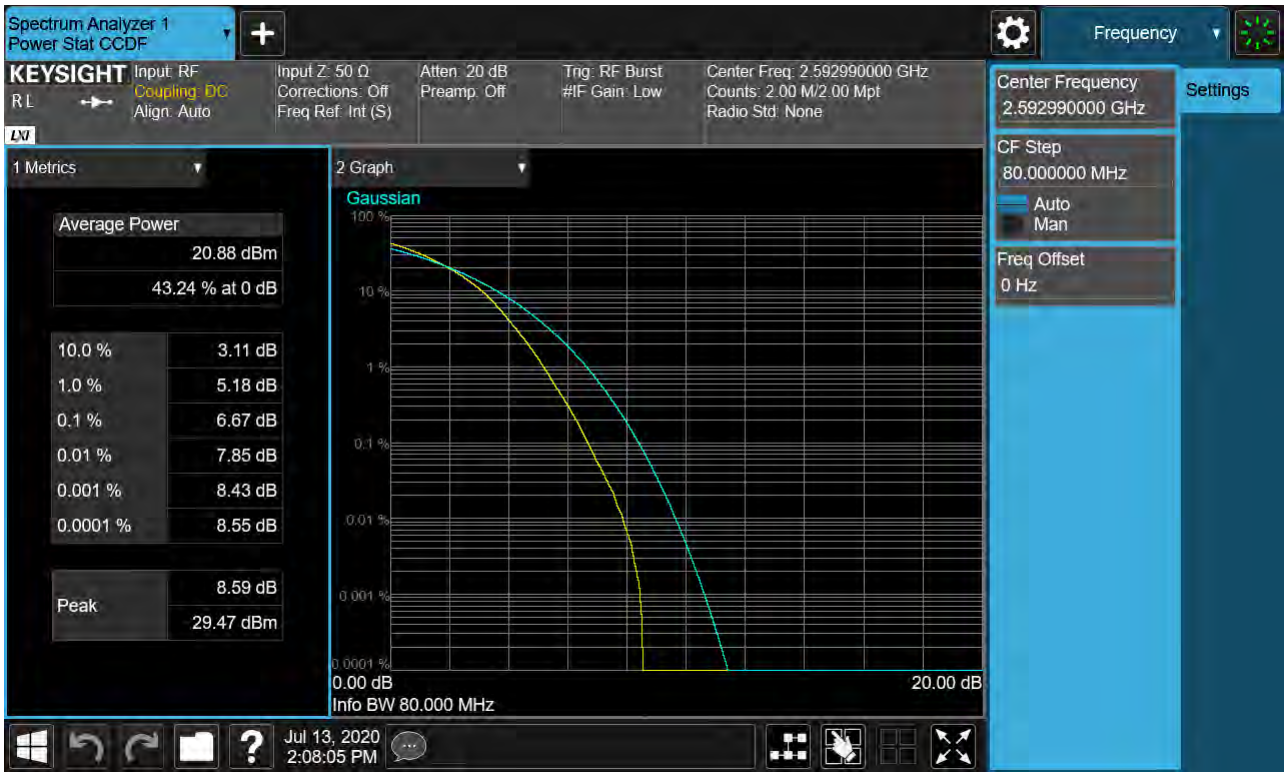 Spectrum Analyzer 1
Power Stat CCDF
+
Frequency
KEYSIGHT
R L
LXI
Input: RF
Coupling: DC
Align: Auto
Input Z: 50 Ω
Corrections: Off
Freq Ref: Int (S)
Atten: 20 dB
Preamp: Off
Trig: RF Burst
#IF Gain: Low
Center Freq: 2.592990000 GHz
Counts: 2.00 M/2.00 Mpt
Radio Std: None
Center Frequency
2.592990000 GHz
Settings
CF Step
80.000000 MHz
Auto
Man
Freq Offset
0 Hz
1 Metrics
Average Power
20.88 dBm
43.24 % at 0 dB
10.0 % 3.11 dB
1.0 % 5.18 dB
0.1 % 6.67 dB
0.01 % 7.85 dB
0.001 % 8.43 dB
0.0001 % 8.55 dB
Peak
8.59 dB
29.47 dBm
2 Graph
Gaussian
100 %
10 %
1 %
0.1 %
0.01 %
0.001 %
0.0001 %
0.00 dB 20.00 dB
Info BW 80.000 MHz
?
Jul 13, 2020
2:08:05 PM